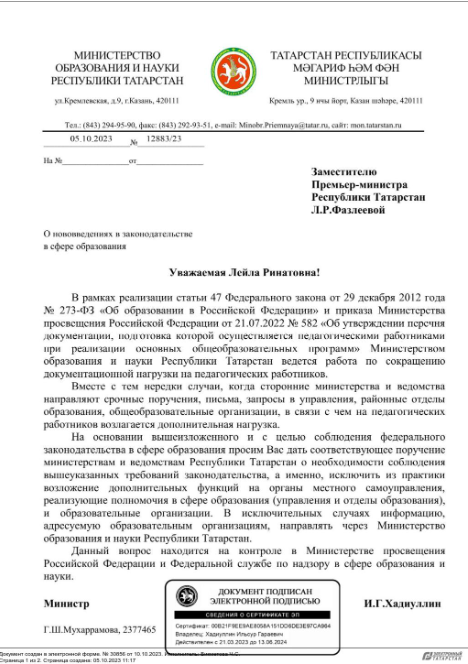 МИНИСТЕРСТВО
ОБРАЗОВАНИЯ И НАУКИ
РЕСПУБЛИКИ ТАТАРСТАН
ул.Кремлевская, д.9, г.Казань, 420111
ТАТАРСТАН РЕСПУБЛИКАСЫ
МӘГАРИФ ҺӘМ ФӘН
МИНИСТРЛЫГЫ
Кремль ур., 9 нчы йорт, Казан шәһәре, 420111
Тел.: (843) 294-95-90, факс: (843) 292-93-51, e-mail: Minobr.Priemnaya@tatar.ru, сайт: mon.tatarstan.ru
05.10.2023 № 12883/23
На № от
Заместителю
Премьер-министра
Республики Татарстан
Л.Р.Фазлеевой
О нововведениях в законодательстве
в сфере образования
Уважаемая Лейла Ринатовна!
В рамках реализации статьи 47 Федерального закона от 29 декабря 2012 года
№ 273-ФЗ «Об образовании в Российской Федерации» и приказа Министерства
просвещения Российской Федерации от 21.07.2022 № 582 «Об утверждении перечня
документации, подготовка которой осуществляется педагогическими работниками
при реализации основных общеобразовательных программ» Министерством
образования и науки Республики Татарстан ведется работа по сокращению
документационной нагрузки на педагогических работников.
Вместе с тем нередки случаи, когда сторонние министерства и ведомства
направляют срочные поручения, письма, запросы в управления, районные отделы
образования, общеобразовательные организации, в связи с чем на педагогических
работников возлагается дополнительная нагрузка.
На основании вышеизложенного и с целью соблюдения федерального
законодательства в сфере образования просим Вас дать соответствующее поручение
министерствам и ведомствам Республики Татарстан о необходимости соблюдения
вышеуказанных требований законодательства, а именно, исключить из практики
возложение дополнительных функций на органы местного самоуправления,
реализующие полномочия в сфере образования (управления и отделы образования),
и образовательные организации. В исключительных случаях информацию,
адресуемую образовательным организациям, направлять через Министерство
образования и науки Республики Татарстан.
Данный вопрос находится на контроле в Министерстве просвещения
Российской Федерации и Федеральной службе по надзору в сфере образования и
науки.
Министр
И.Г.Хадиуллин
ДОКУМЕНТ ПОДПИСАН
ЭЛЕКТРОННОЙ ПОДПИСЬЮ
СВЕДЕНИЯ О СЕРТИФИКАТЕ ЭП
Сертификат
Владелец: Хадиуллин Ильсур Гараевич
Действителен с 21.03.2023 до 13.06.2024
Г.Ш.Мухаррамова, 2377465
Документ создан в электронной форме. № 30856 от 10.10.2023. Исполнитель:
Страница 1 из 2. Страница создана: 05.10.2023 11:17
ЭЛЕКТРОННЫЙ
ТАТАРСТАН